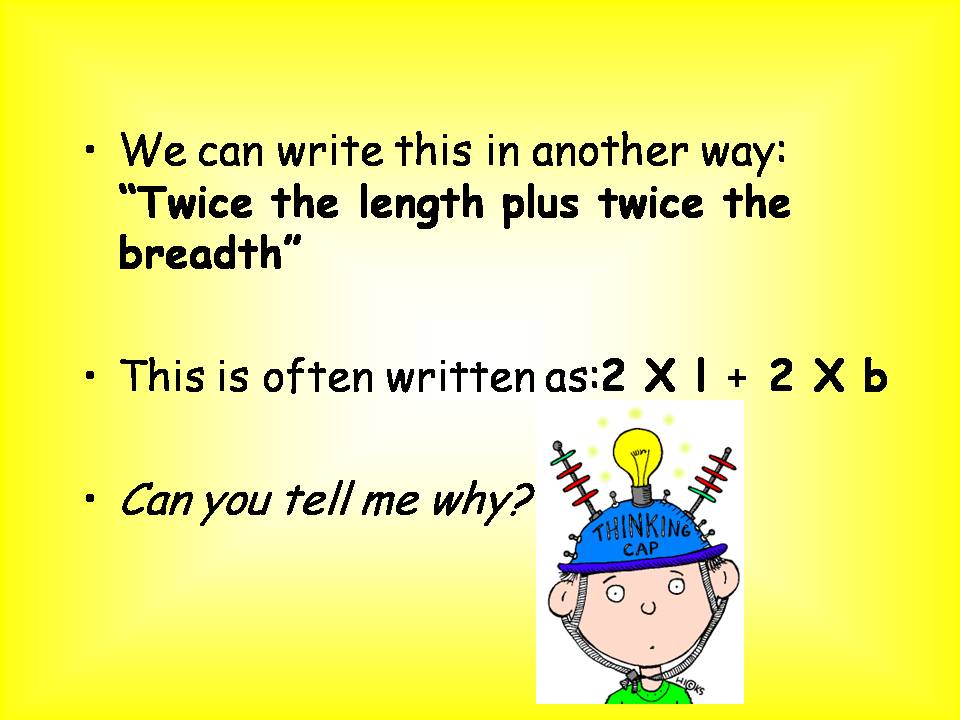 • We can write this in another way:
“Twice the length plus twice the
breadth”
• This is often written as:2 X l + 2 X b
• Can you tell me why?
THINKING
CAP
HICKS